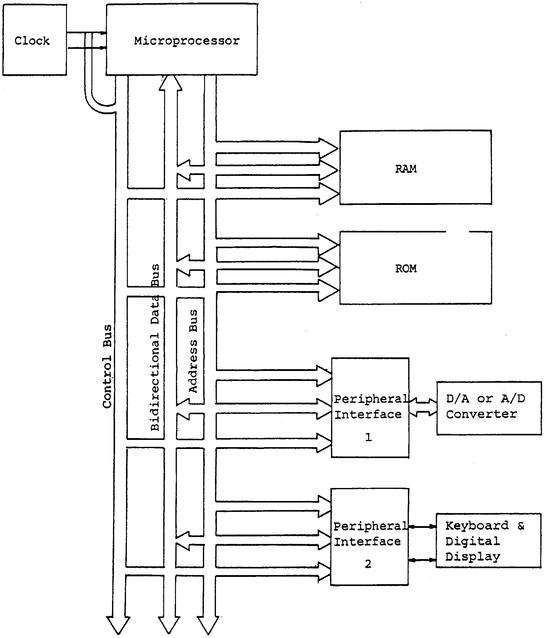 Clock
Microprocessor
RAM
ROM
Control Bus
Bidirectional Data Bus
Address Bus
Peripheral
Interface
1
D/A or A/D
Converter
Peripheral
Interface
2
Keyboard &
Digital
Display